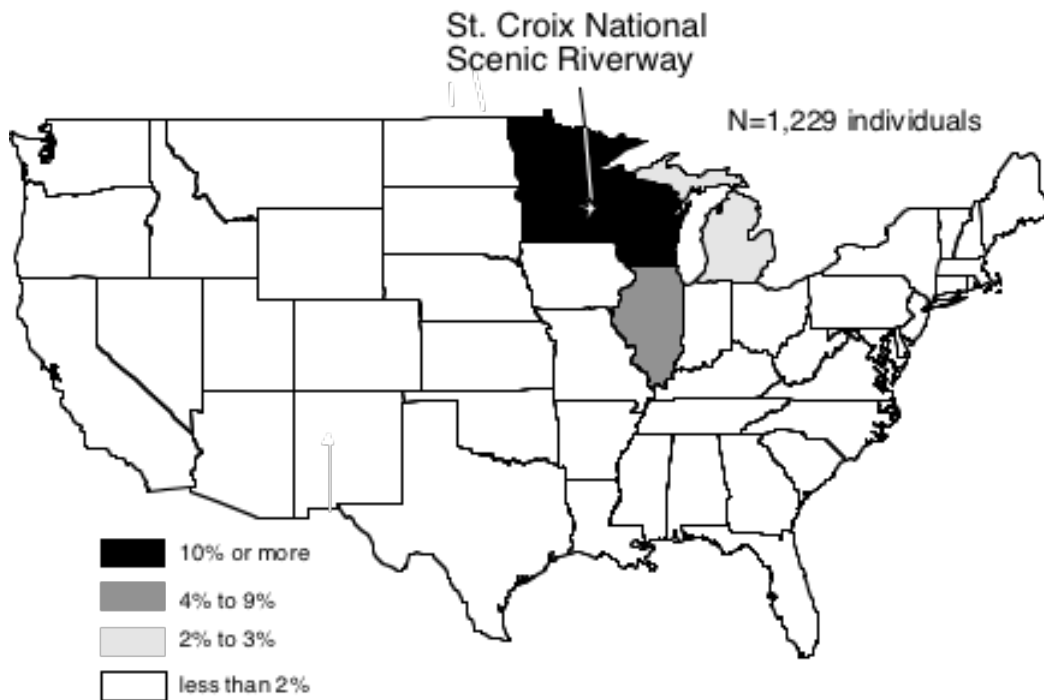 St. Croix National
Scenic Riverway
N=1,229 individuals
10% or more
4% to 9%
2% to 3%
less than 2%